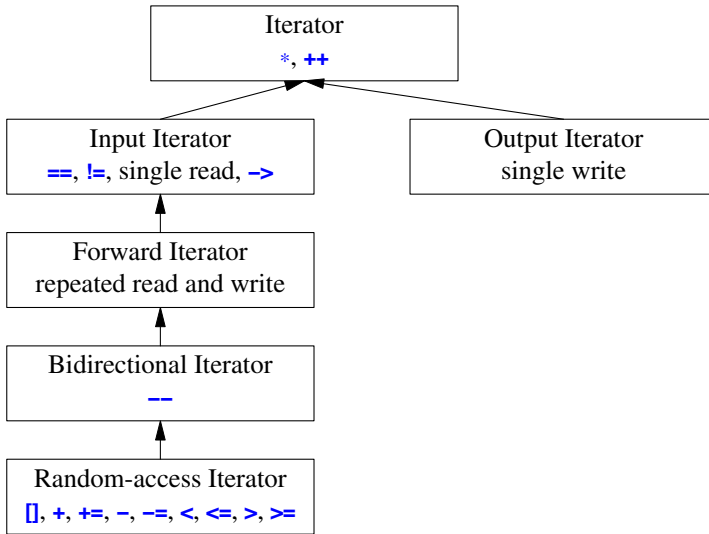 Iterator
*, ++
Input Iterator
==, !=, single read, −>
Output Iterator
single write
Forward Iterator
repeated read and write
Bidirectional Iterator
−−
Random-access Iterator
[], +, +=, −, −=, <, <=, >, >=